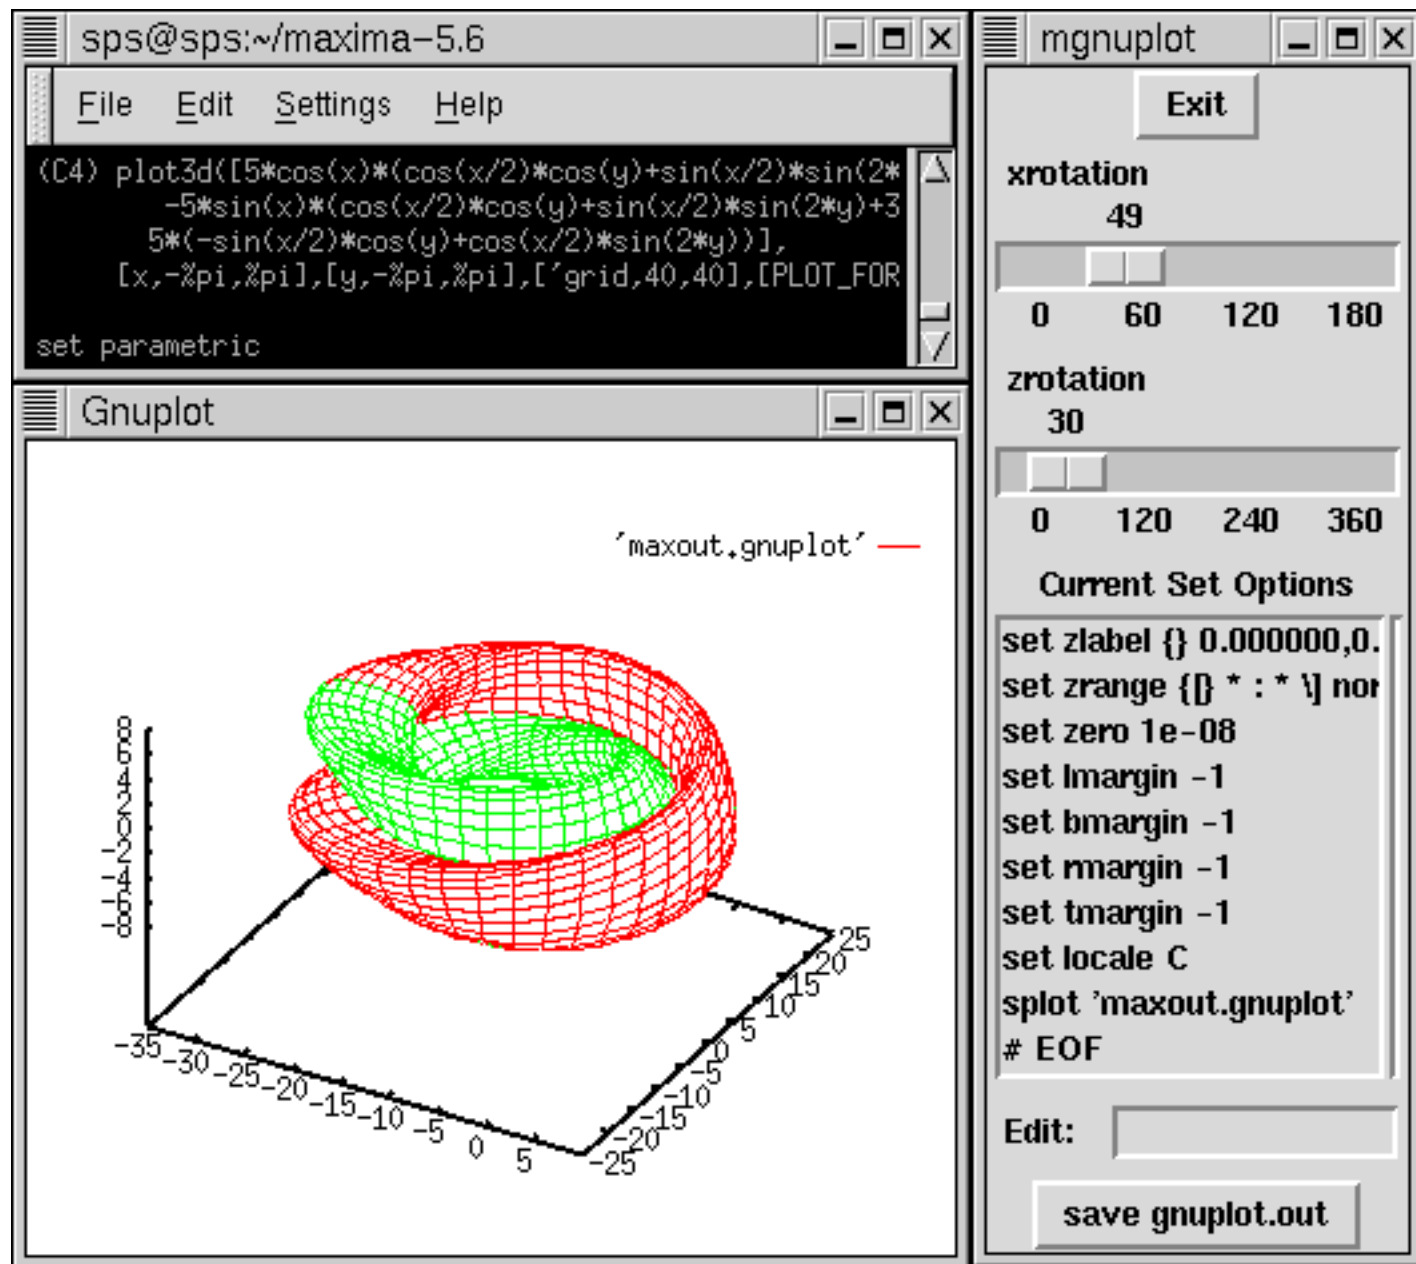 sps@sps:~/maxima-5.6
File Edit Settings Help
(C4) plot3d([5*cos(x)*(cos(x/2)*cos(y)+sin(x/2)*sin(2*
-5*sin(x)*(cos(x/2)*cos(y)+sin(x/2)*sin(2*y)+3
5*(-sin(x/2)*cos(y)+cos(x/2)*sin(2*y))],
[x,-%pi,%pi],[y,-%pi,%pi],['grid,40,40],[PLOT_FOR
set parametric
Gnuplot
'maxout.gnuplot'
8
6
4
2
0
-2
-4
-6
-8
-35
-30
-25
-20
-15
-10
-5
0
5
-25
-20
-15
-10
-5
0
5
10
15
20
25
mgnuplot
Exit
xrotation
49
0 60 120 180
zrotation
30
0 120 240 360
Current Set Options
set zlabel {} 0.000000,0.
set zrange {[} * : * \] nor
set zero 1e-08
set lmargin -1
set bmargin -1
set rmargin -1
set tmargin -1
set locale C
splot 'maxout.gnuplot'
# EOF
Edit:
save gnuplot.out